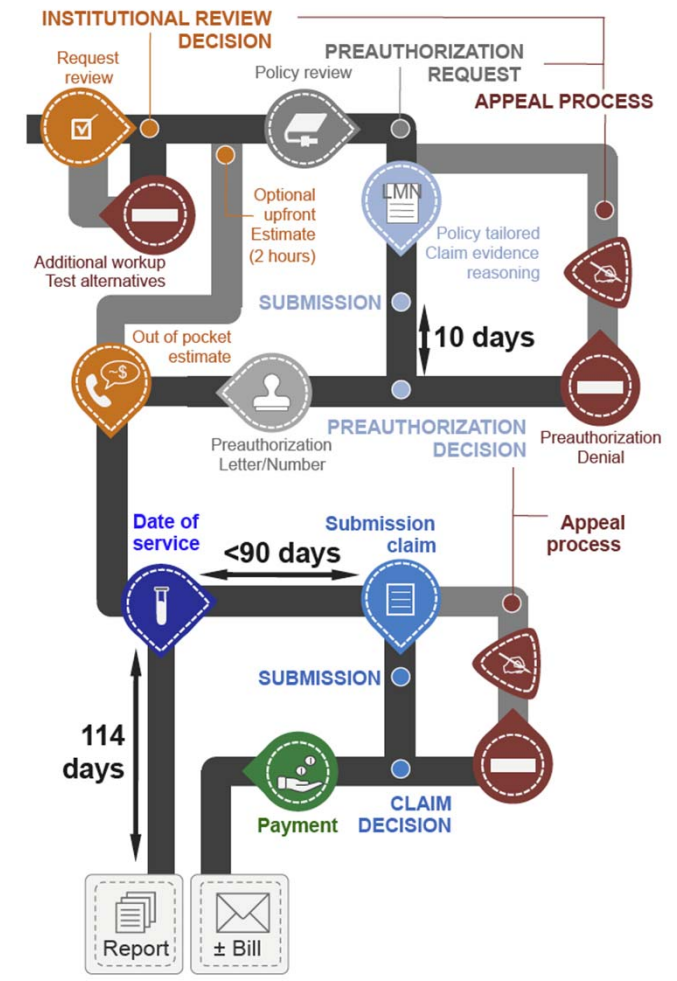 INSTITUTIONAL REVIEW
DECISION
Request
review
Policy review
PREAUTHORIZATION
REQUEST
APPEAL PROCESS
LMN
Optional
upfront
Estimate
(2 hours)
Policy tailored
Claim evidence
reasoning
Additional workup
Test alternatives
SUBMISSION
10 days
Out of pocket
estimate
~$
Preauthorization
Letter/Number
PREAUTHORIZATION
DECISION
Preauthorization
Denial
Date of
service
<90 days
Submission
claim
Appeal
process
SUBMISSION
114
days
Payment
CLAIM
DECISION
Report
± Bill